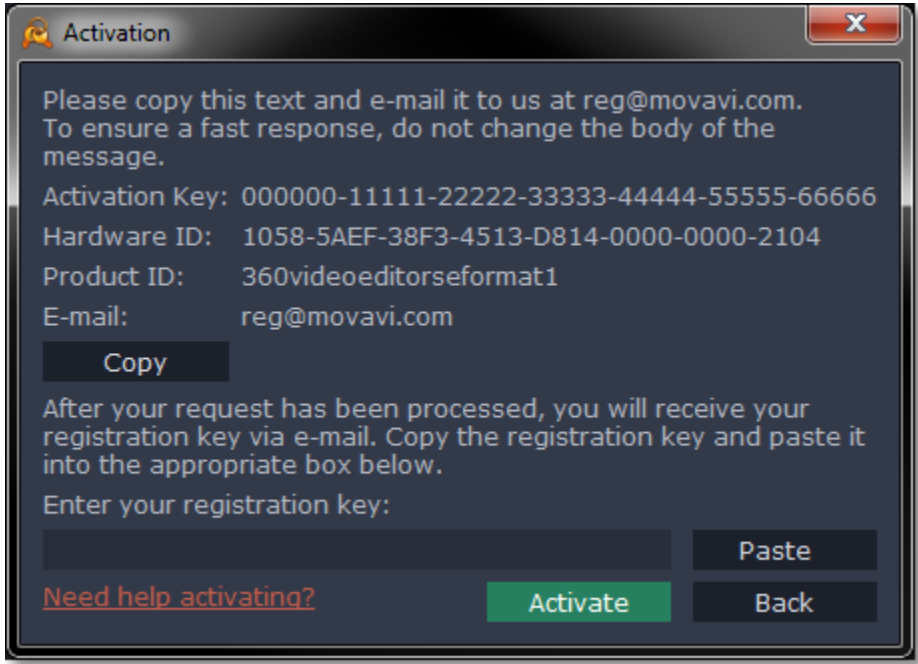 Activation
Please copy this text and e-mail it to us at reg@movavi.com.
To ensure a fast response, do not change the body of the
message.
Activation Key: 000000-11111-22222-33333-44444-55555-66666
Hardware ID: 1058-5AEF-38F3-4513-D814-0000-0000-2104
Product ID: 360videoeditorseformat1
E-mail: reg@movavi.com
Copy
After your request has been processed, you will receive your
registration key via e-mail. Copy the registration key and paste it
into the appropriate box below.
Enter your registration key:
Paste
Need help activating? Activate Back